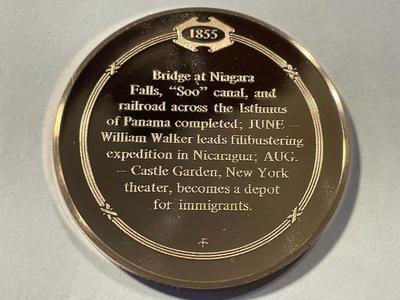 1855
Bridge at Niagara
Falls, “Soo” canal, and
railroad across the Isthmus
of Panama completed; JUNE —
William Walker leads filibustering
expedition in Nicaragua; AUG.
— Castle Garden, New York
theater, becomes a depot
for immigrants.